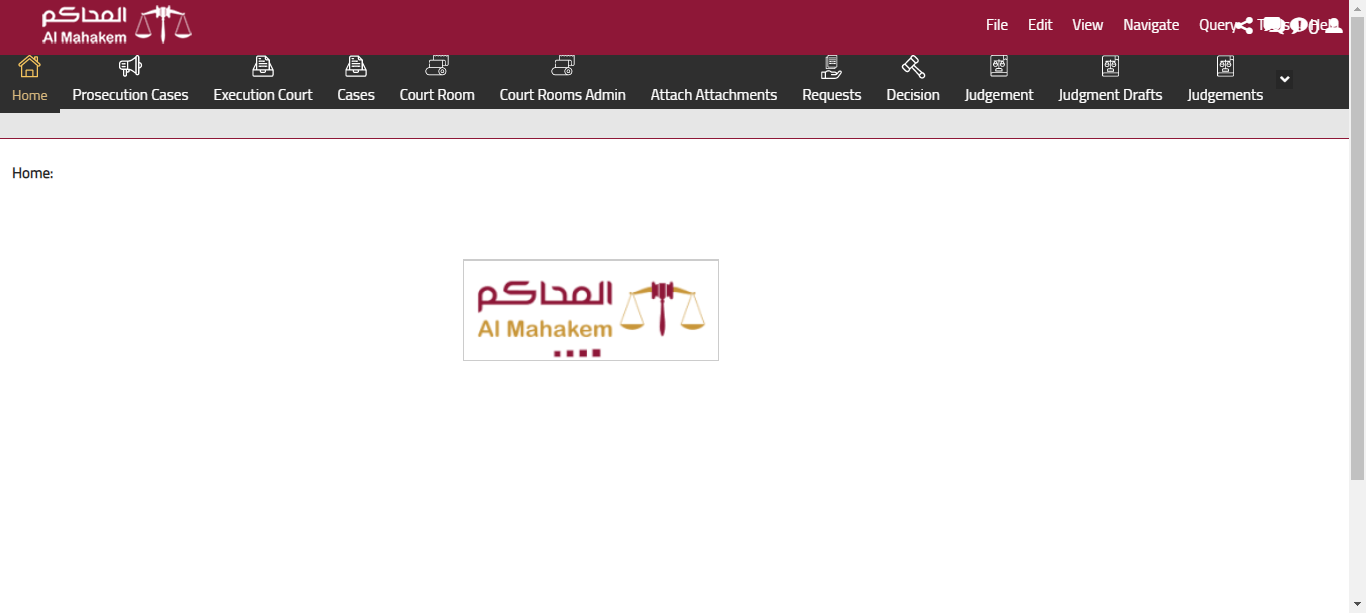 المحاكم
Al Mahakem
File Edit View Navigate Query
Home Prosecution Cases Execution Court Cases Court Room Court Rooms Admin Attach Attachments Requests Decision Judgement Judgment Drafts Judgements
Home:
المحاكم
Al Mahakem